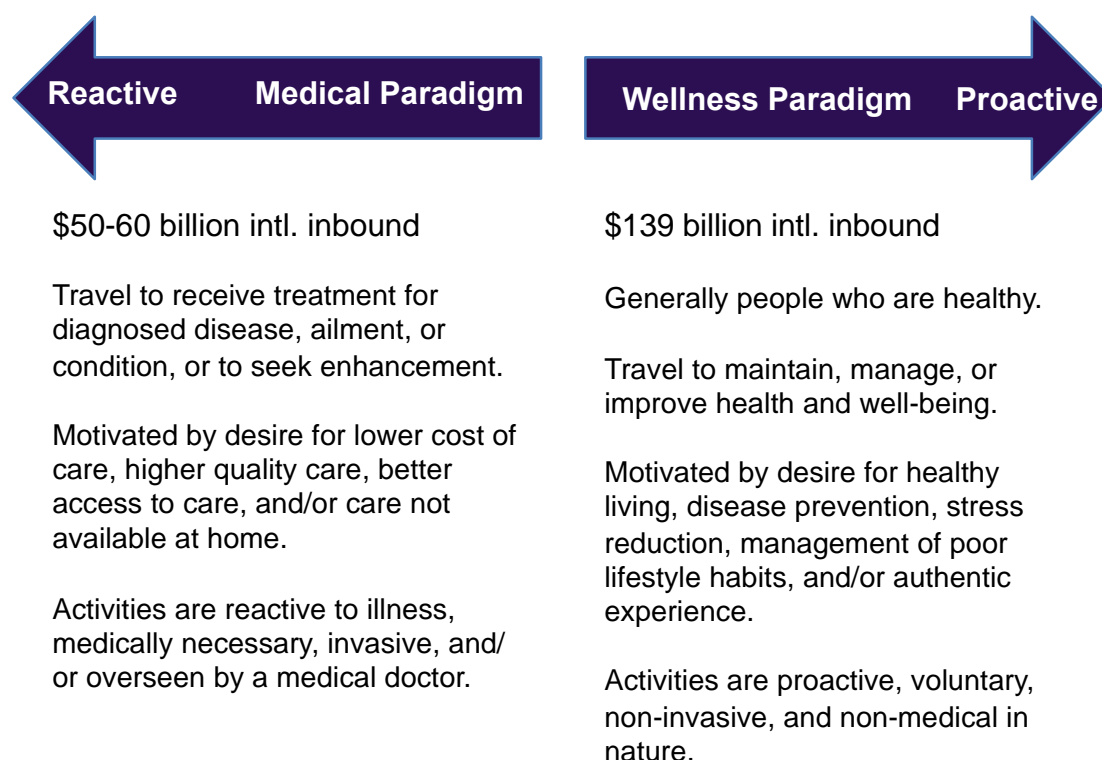 Reactive Medical Paradigm
Wellness Paradigm Proactive
$50-60 billion intl. inbound
Travel to receive treatment for
diagnosed disease, ailment, or
condition, or to seek enhancement.
Motivated by desire for lower cost of
care, higher quality care, better
access to care, and/or care not
available at home.
Activities are reactive to illness,
medically necessary, invasive, and/
or overseen by a medical doctor.
$139 billion intl. inbound
Generally people who are healthy.
Travel to maintain, manage, or
improve health and well-being.
Motivated by desire for healthy
living, disease prevention, stress
reduction, management of poor
lifestyle habits, and/or authentic
experience.
Activities are proactive, voluntary,
non-invasive, and non-medical in
nature.